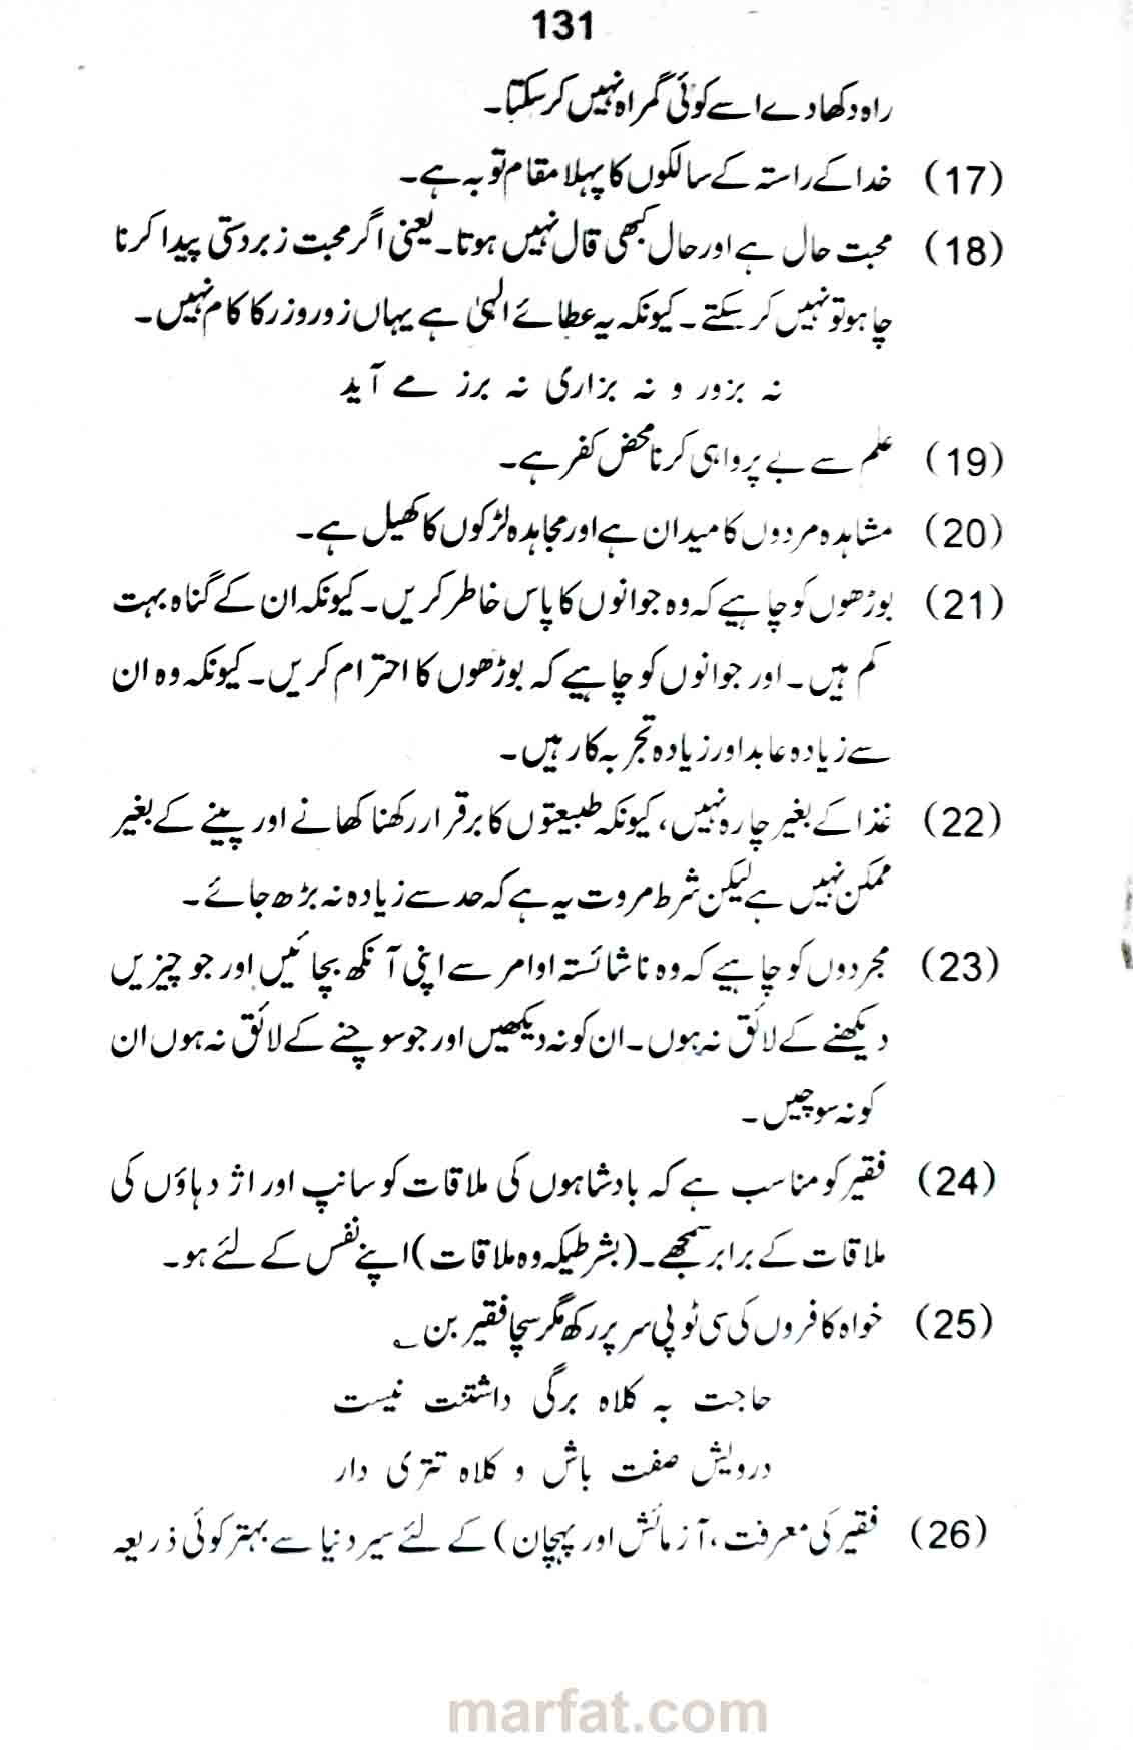 131
راہ دکھا دے اسے کوئی گمراہ نہیں کر سکتا۔
(17) خدا کے راستہ کے سالکوں کا پہلا مقام توبہ ہے۔
(18) محبت حال ہے اور حال کبھی قال نہیں ہوتا۔ یعنی اگر محبت زبردستی پیدا کرنا
چاہو تو نہیں کر سکتے۔ کیونکہ یہ عطائے الہیٰ ہے یہاں زور وزر کا کام نہیں۔
نہ بزور و نہ بزاری نہ برز مے آید
(19) علم سے بے پرواہی کرنا محض کفر ہے۔
(20) مشاہدہ مردوں کا میدان ہے اور مجاہدہ لڑکوں کا کھیل ہے۔
(21) بوڑھوں کو چاہیے کہ وہ جوانوں کا پاس خاطر کریں۔ کیونکہ ان کے گناہ بہت
کم ہیں۔ اور جوانوں کو چاہیے کہ بوڑھوں کا احترام کریں۔ کیونکہ وہ ان
سے زیادہ عابد اور زیادہ تجربہ کار ہیں۔
(22) غذا کے بغیر چارہ نہیں، کیونکہ طبیعتوں کا برقرار رکھنا کھانے اور پینے کے بغیر
ممکن نہیں ہے لیکن شرط مروت یہ ہے کہ حد سے زیادہ نہ بڑھ جائے۔
(23) مجردوں کو چاہیے کہ وہ ناشائستہ اوامر سے اپنی آنکھ بچائیں اور جو چیزیں
دیکھنے کے لائق نہ ہوں۔ ان کو نہ دیکھیں اور جو سوچنے کے لائق نہ ہوں ان
کو نہ سوچیں۔
(24) فقیر کو مناسب ہے کہ بادشاہوں کی ملاقات کو سانپ اور اژدہاؤں کی
ملاقات کے برابر سمجھے۔ (بشرطیکہ وہ ملاقات) اپنے نفس کے لئے ہو۔
(25) خواہ کافروں کی سی ٹوپی سر پر رکھ مگر سچا فقیر بن ؎
حاجت بہ کلاہ برگی داشتنت نیست
درویش صفت باش و کلاہ تتری دار
(26) فقیر کی معرفت، آزمائش اور پہچان) کے لئے سیر دنیا سے بہتر کوئی ذریعہ
marfat.com